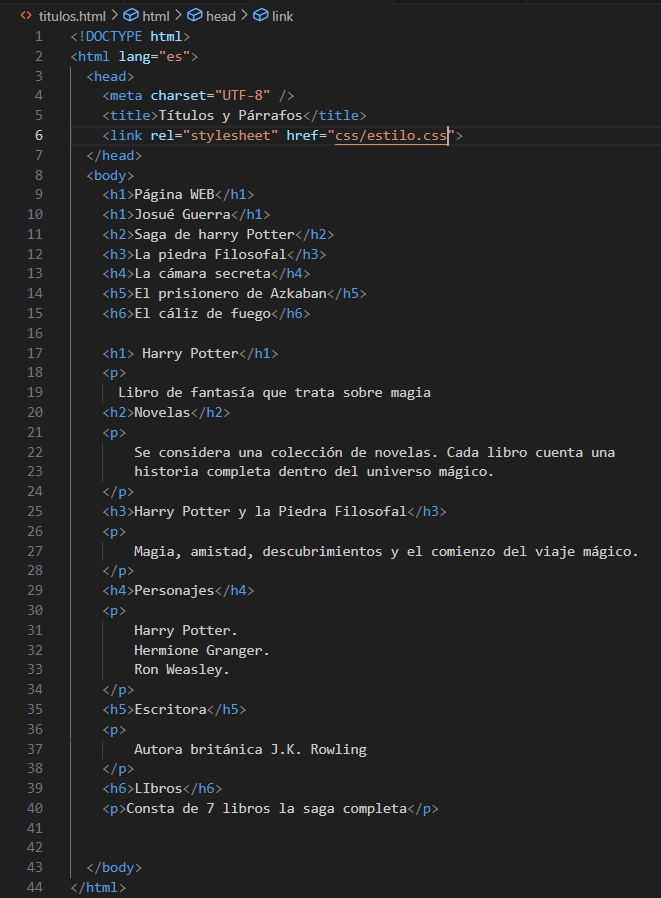 titulos.html > html > head > link
1 <!DOCTYPE html>
2 <html lang="es">
3 <head>
4 <meta charset="UTF-8" />
5 <title>Títulos y Párrafos</title>
6 <link rel="stylesheet" href="css/estilo.css">
7 </head>
8 <body>
9 <h1>Página WEB</h1>
10 <h1>Josué Guerra</h1>
11 <h2>Saga de harry Potter</h2>
12 <h3>La piedra Filosofal</h3>
13 <h4>La cámara secreta</h4>
14 <h5>El prisionero de Azkaban</h5>
15 <h6>El cáliz de fuego</h6>
16
17 <h1> Harry Potter</h1>
18 <p>
19 Libro de fantasía que trata sobre magia
20 <h2>Novelas</h2>
21 <p>
22 Se considera una colección de novelas. Cada libro cuenta una
23 historia completa dentro del universo mágico.
24 </p>
25 <h3>Harry Potter y la Piedra Filosofal</h3>
26 <p>
27 Magia, amistad, descubrimientos y el comienzo del viaje mágico.
28 </p>
29 <h4>Personajes</h4>
30 <p>
31 Harry Potter.
32 Hermione Granger.
33 Ron Weasley.
34 </p>
35 <h5>Escritora</h5>
36 <p>
37 Autora británica J.K. Rowling
38 </p>
39 <h6>LIbros</h6>
40 <p>Consta de 7 libros la saga completa</p>
41
42
43 </body>
44 </html>